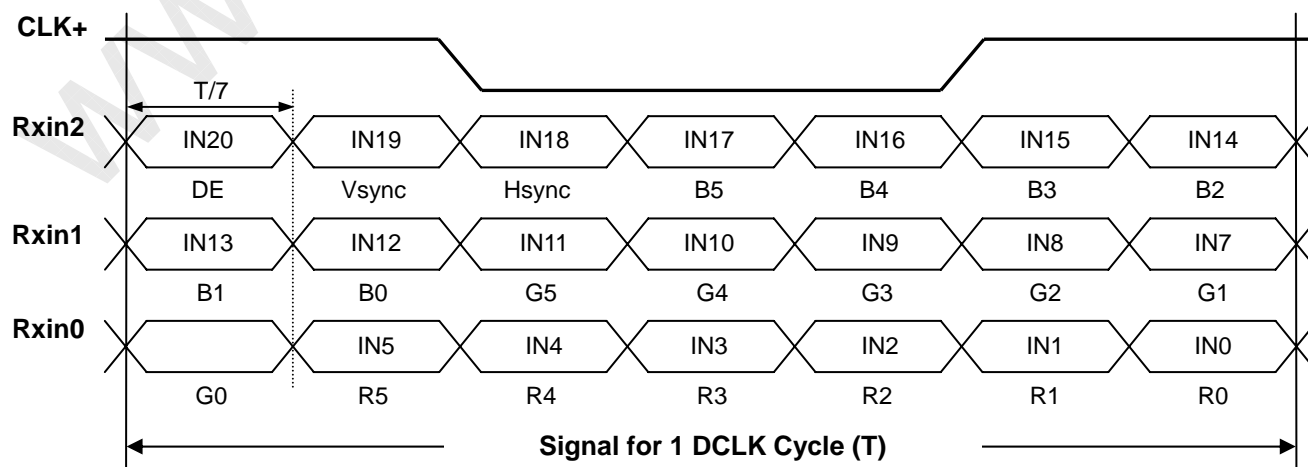 CLK+
T/7
Rxin2 IN20 IN19 IN18 IN17 IN16 IN15 IN14
DE Vsync Hsync B5 B4 B3 B2
Rxin1 IN13 IN12 IN11 IN10 IN9 IN8 IN7
B1 B0 G5 G4 G3 G2 G1
Rxin0 IN5 IN4 IN3 IN2 IN1 IN0
G0 R5 R4 R3 R2 R1 R0
Signal for 1 DCLK Cycle (T)